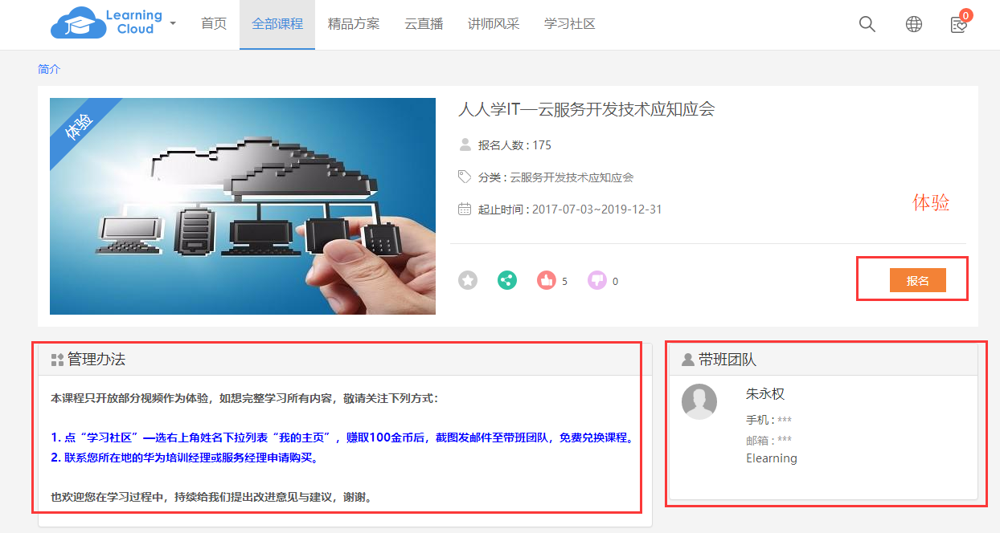 Learning
Cloud
首页
全部课程
精品方案
云直播
讲师风采
学习社区
0
简介
体验
人人学IT—云服务开发技术应知应会
报名人数 : 175
分类 : 云服务开发技术应知应会
起止时间 : 2017-07-03~2019-12-31
体验
5
0
报名
管理办法
本课程只开放部分视频作为体验，如想完整学习所有内容，敬请关注下列方式：
1. 点“学习社区”—选右上角姓名下拉列表“我的主页”，赚取100金币后，截图发邮件至带班团队，免费兑换课程。
2. 联系您所在地的华为培训经理或服务经理申请购买。
也欢迎您在学习过程中，持续给我们提出改进意见与建议，谢谢。
带班团队
朱永权
手机 : ***
邮箱 : ***
Elearning